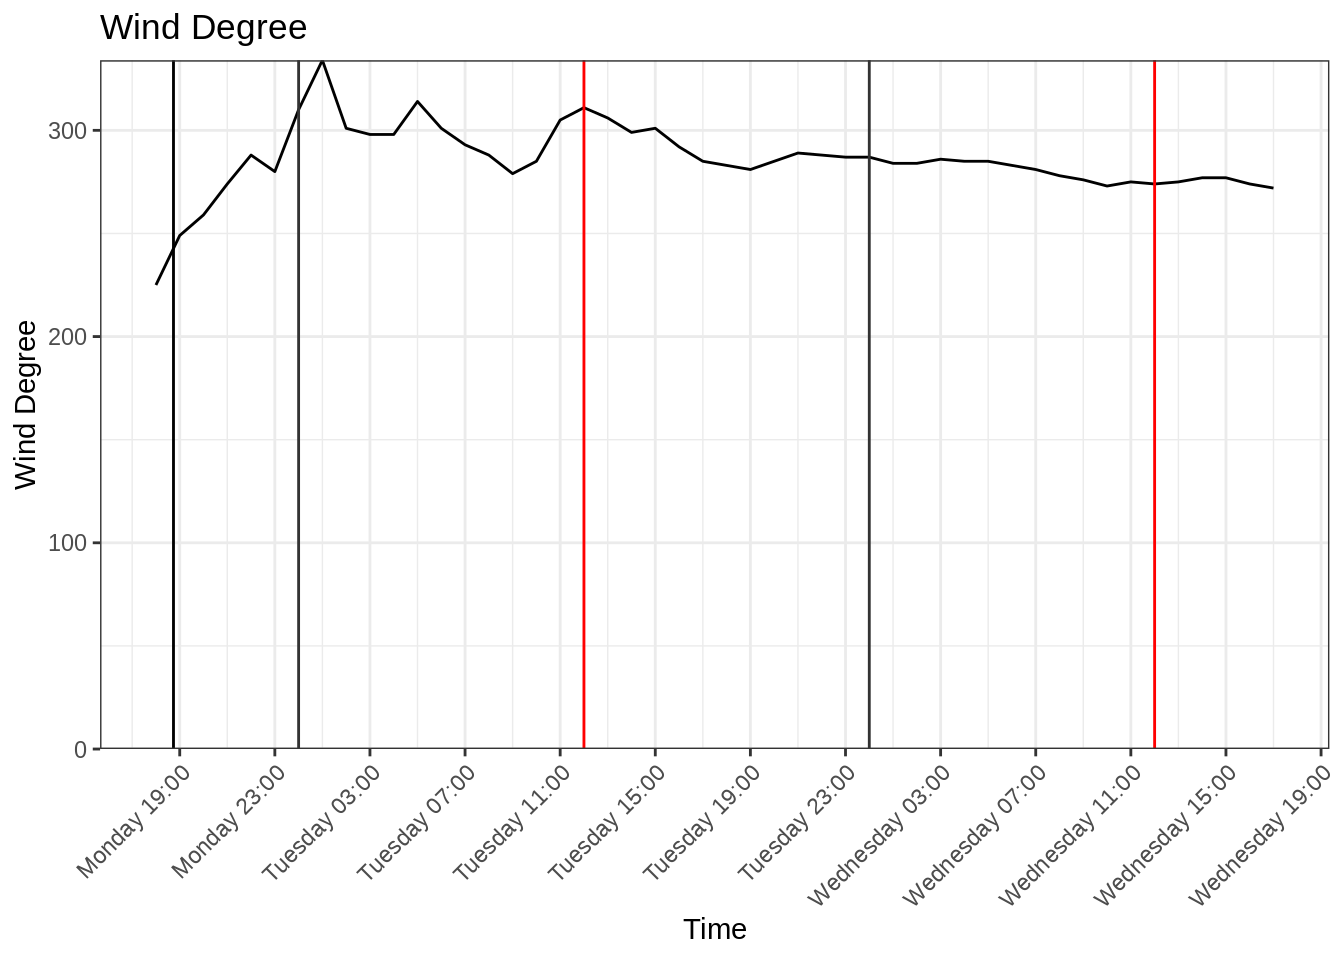 Wind Degree
Wind Degree
300
200
100
0
Monday 19:00
Monday 23:00
Tuesday 03:00
Tuesday 07:00
Tuesday 11:00
Tuesday 15:00
Tuesday 19:00
Tuesday 23:00
Wednesday 03:00
Wednesday 07:00
Wednesday 11:00
Wednesday 15:00
Wednesday 19:00
Time